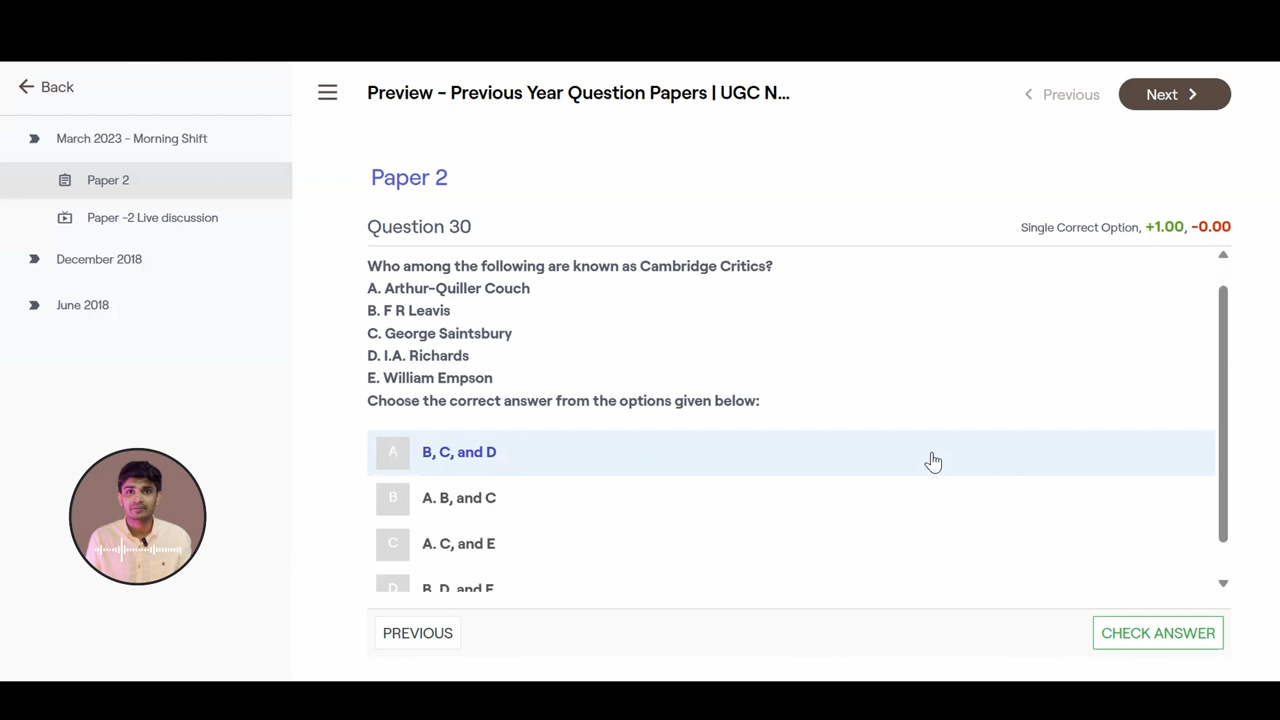 Back
Preview - Previous Year Question Papers | UGC N...
Previous
Next
March 2023 - Morning Shift
Paper 2
Paper -2 Live discussion
December 2018
June 2018
Paper 2
Question 30
Single Correct Option, +1.00, -0.00
Who among the following are known as Cambridge Critics?
A. Arthur-Quiller Couch
B. F R Leavis
C. George Saintsbury
D. I.A. Richards
E. William Empson
Choose the correct answer from the options given below:
A B, C, and D
B A. B, and C
C A. C, and E
D B, D, and E
PREVIOUS
CHECK ANSWER